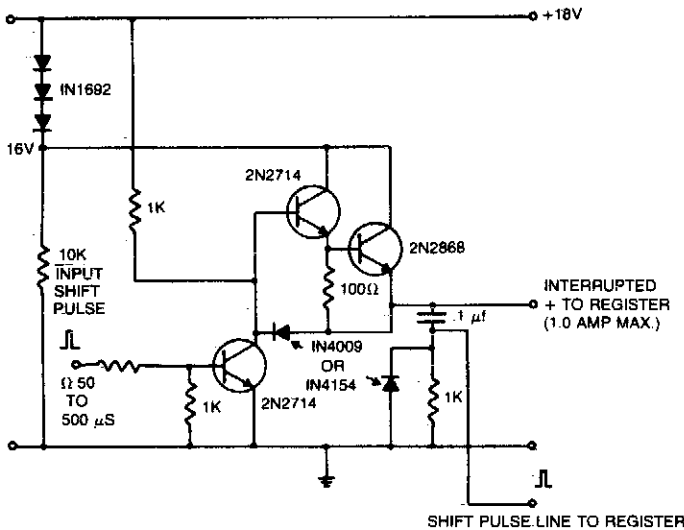 +18V
IN1692
16V
2N2714
1K
2N2868
10K
INPUT
SHIFT
PULSE
100Ω
INTERRUPTED
+ TO REGISTER
(1.0 AMP MAX.)
.1 μf
IN4009
OR
IN4154
Ω 50
TO
500 μS
1K
2N2714
1K
SHIFT PULSE LINE TO REGISTER